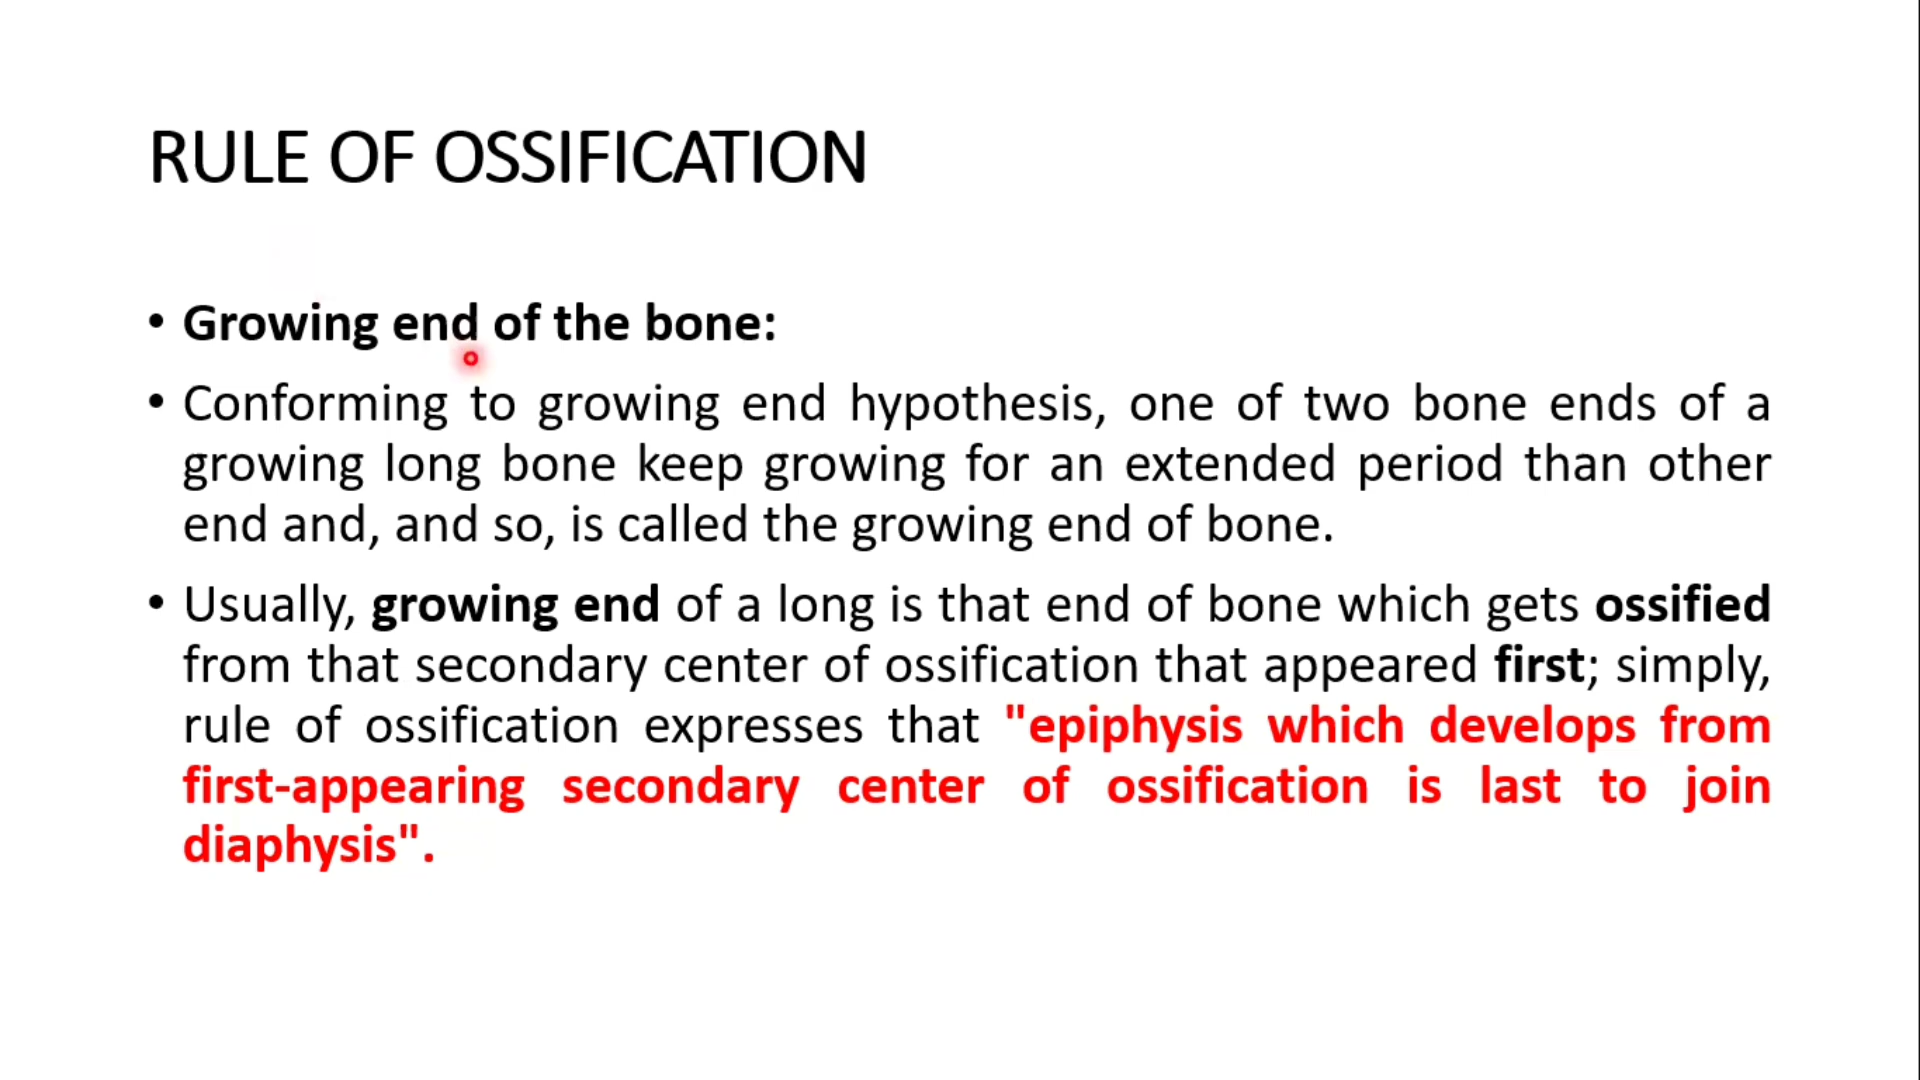 RULE OF OSSIFICATION
• Growing end of the bone:
• Conforming to growing end hypothesis, one of two bone ends of a
growing long bone keep growing for an extended period than other
end and, and so, is called the growing end of bone.
• Usually, growing end of a long is that end of bone which gets ossified
from that secondary center of ossification that appeared first; simply,
rule of ossification expresses that "epiphysis which develops from
first-appearing secondary center of ossification is last to join
diaphysis".